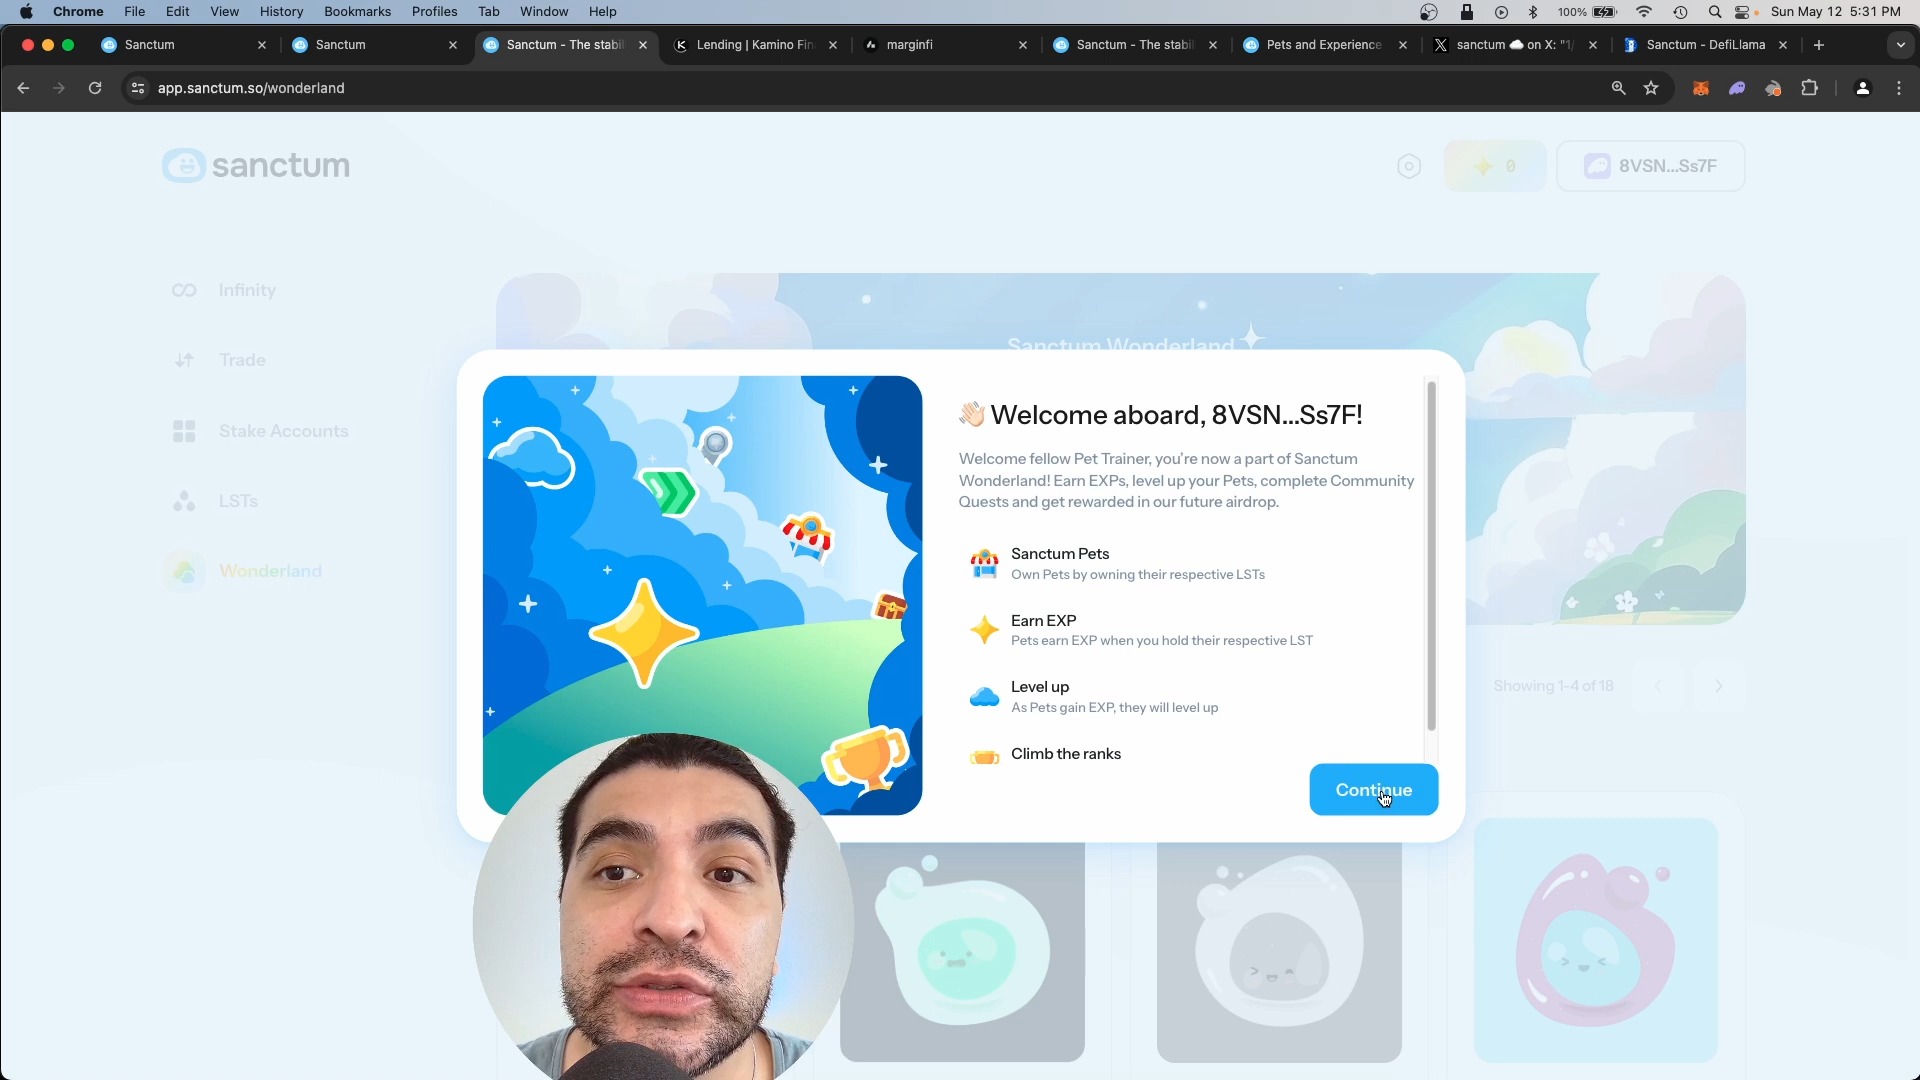 Chrome File Edit View History Bookmarks Profiles Tab Window Help 100% Sun May 12 5:31 PM
Sanctum Sanctum Sanctum - The stabil Lending | Kamino Fin marginfi Sanctum - The stabil Pets and Experience sanctum on X: "1/ Sanctum - DefiLlama
app.sanctum.so/wonderland
sanctum
0
8VSN...Ss7F
Infinity
Trade
Stake Accounts
LSTs
Wonderland
Sanctum Wonderland
👋🏻 Welcome aboard, 8VSN...Ss7F!
Welcome fellow Pet Trainer, you're now a part of Sanctum
Wonderland! Earn EXPs, level up your Pets, complete Community
Quests and get rewarded in our future airdrop.
Sanctum Pets
Own Pets by owning their respective LSTs
Earn EXP
Pets earn EXP when you hold their respective LST
Level up
As Pets gain EXP, they will level up
Climb the ranks
Continue
Showing 1-4 of 18